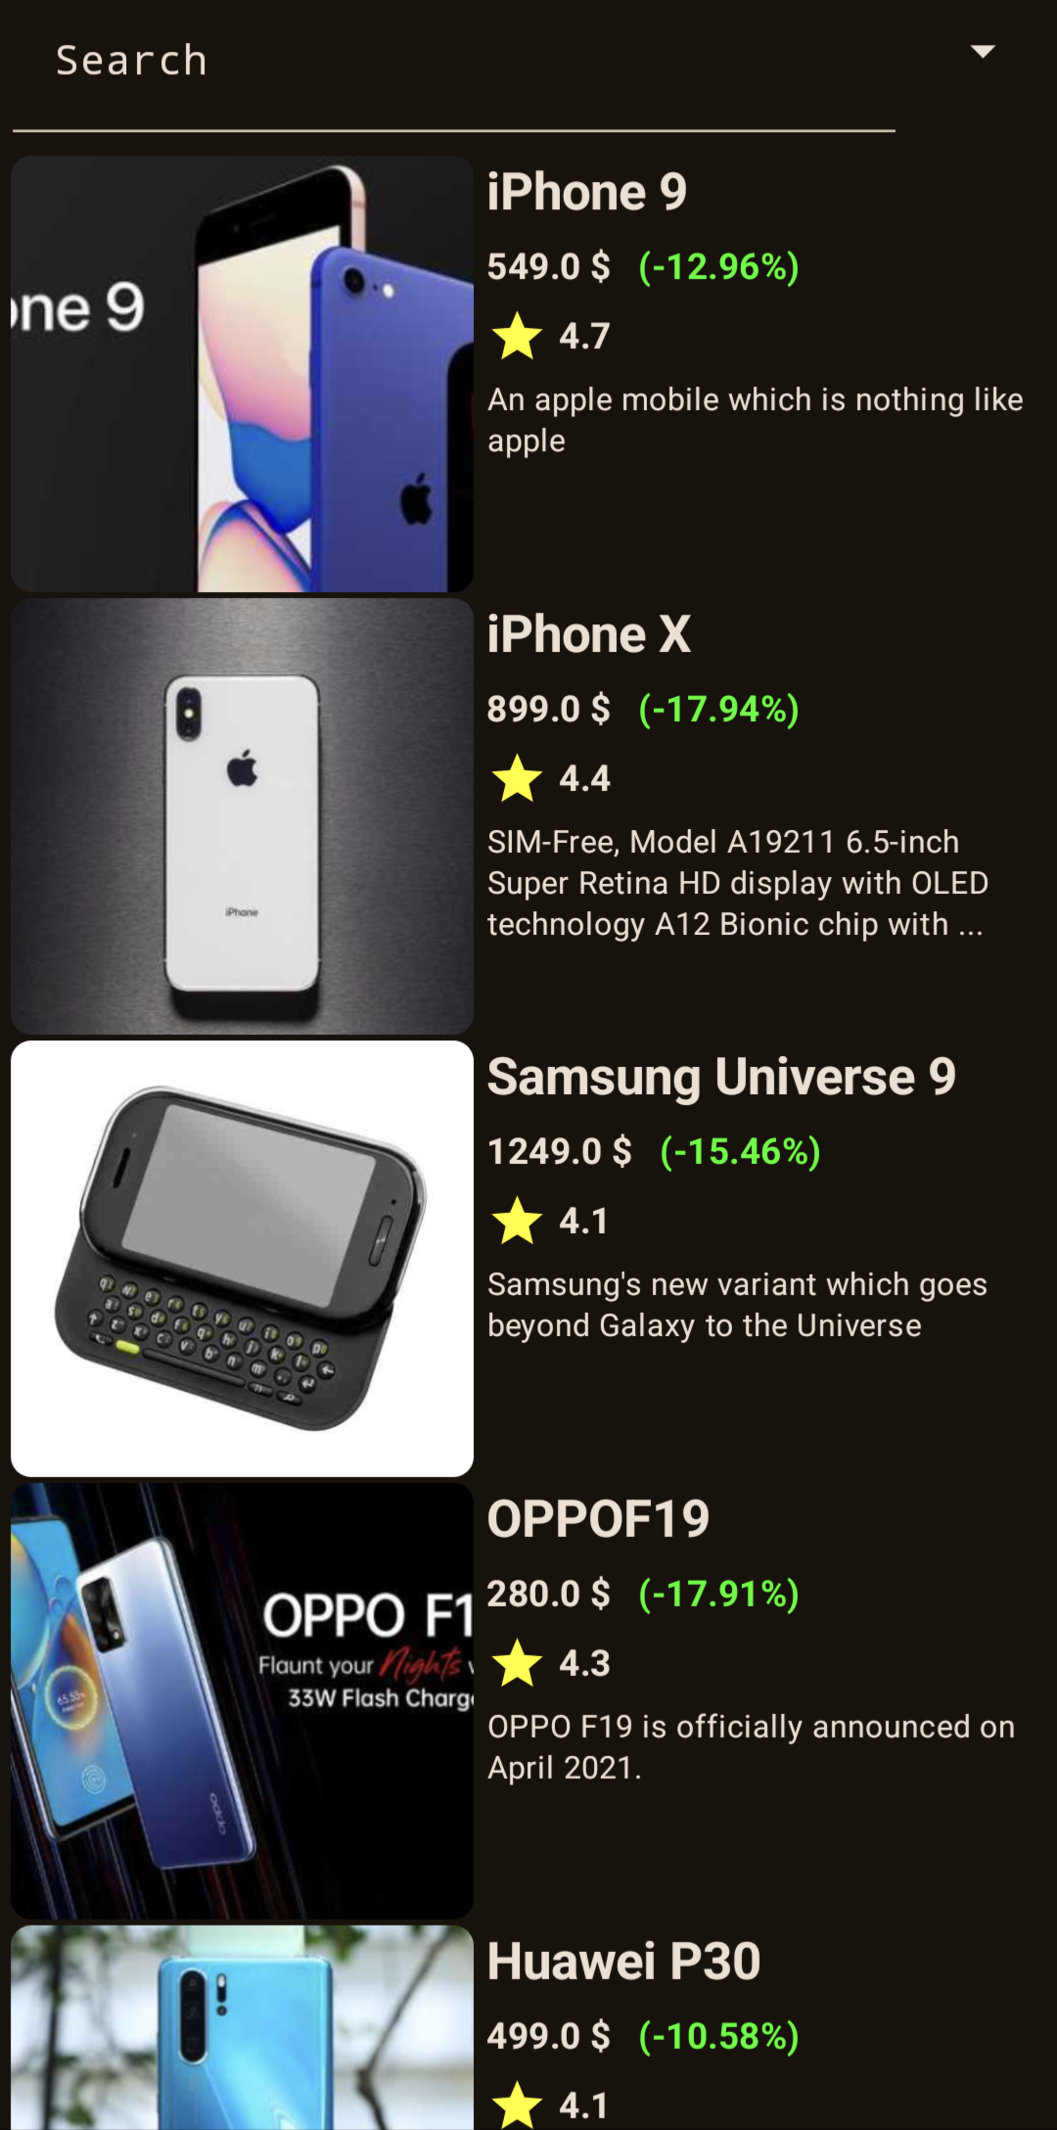 Search
one 9
iPhone 9
549.0 $ (-12.96%)
4.7
An apple mobile which is nothing like
apple
iPhone
iPhone X
899.0 $ (-17.94%)
4.4
SIM-Free, Model A19211 6.5-inch
Super Retina HD display with OLED
technology A12 Bionic chip with ...
Samsung Universe 9
1249.0 $ (-15.46%)
4.1
Samsung's new variant which goes
beyond Galaxy to the Universe
OPPO F1
Flaunt your Nights
33W Flash Charg
oppo
OPPOF19
280.0 $ (-17.91%)
4.3
OPPO F19 is officially announced on
April 2021.
Huawei P30
499.0 $ (-10.58%)
4.1